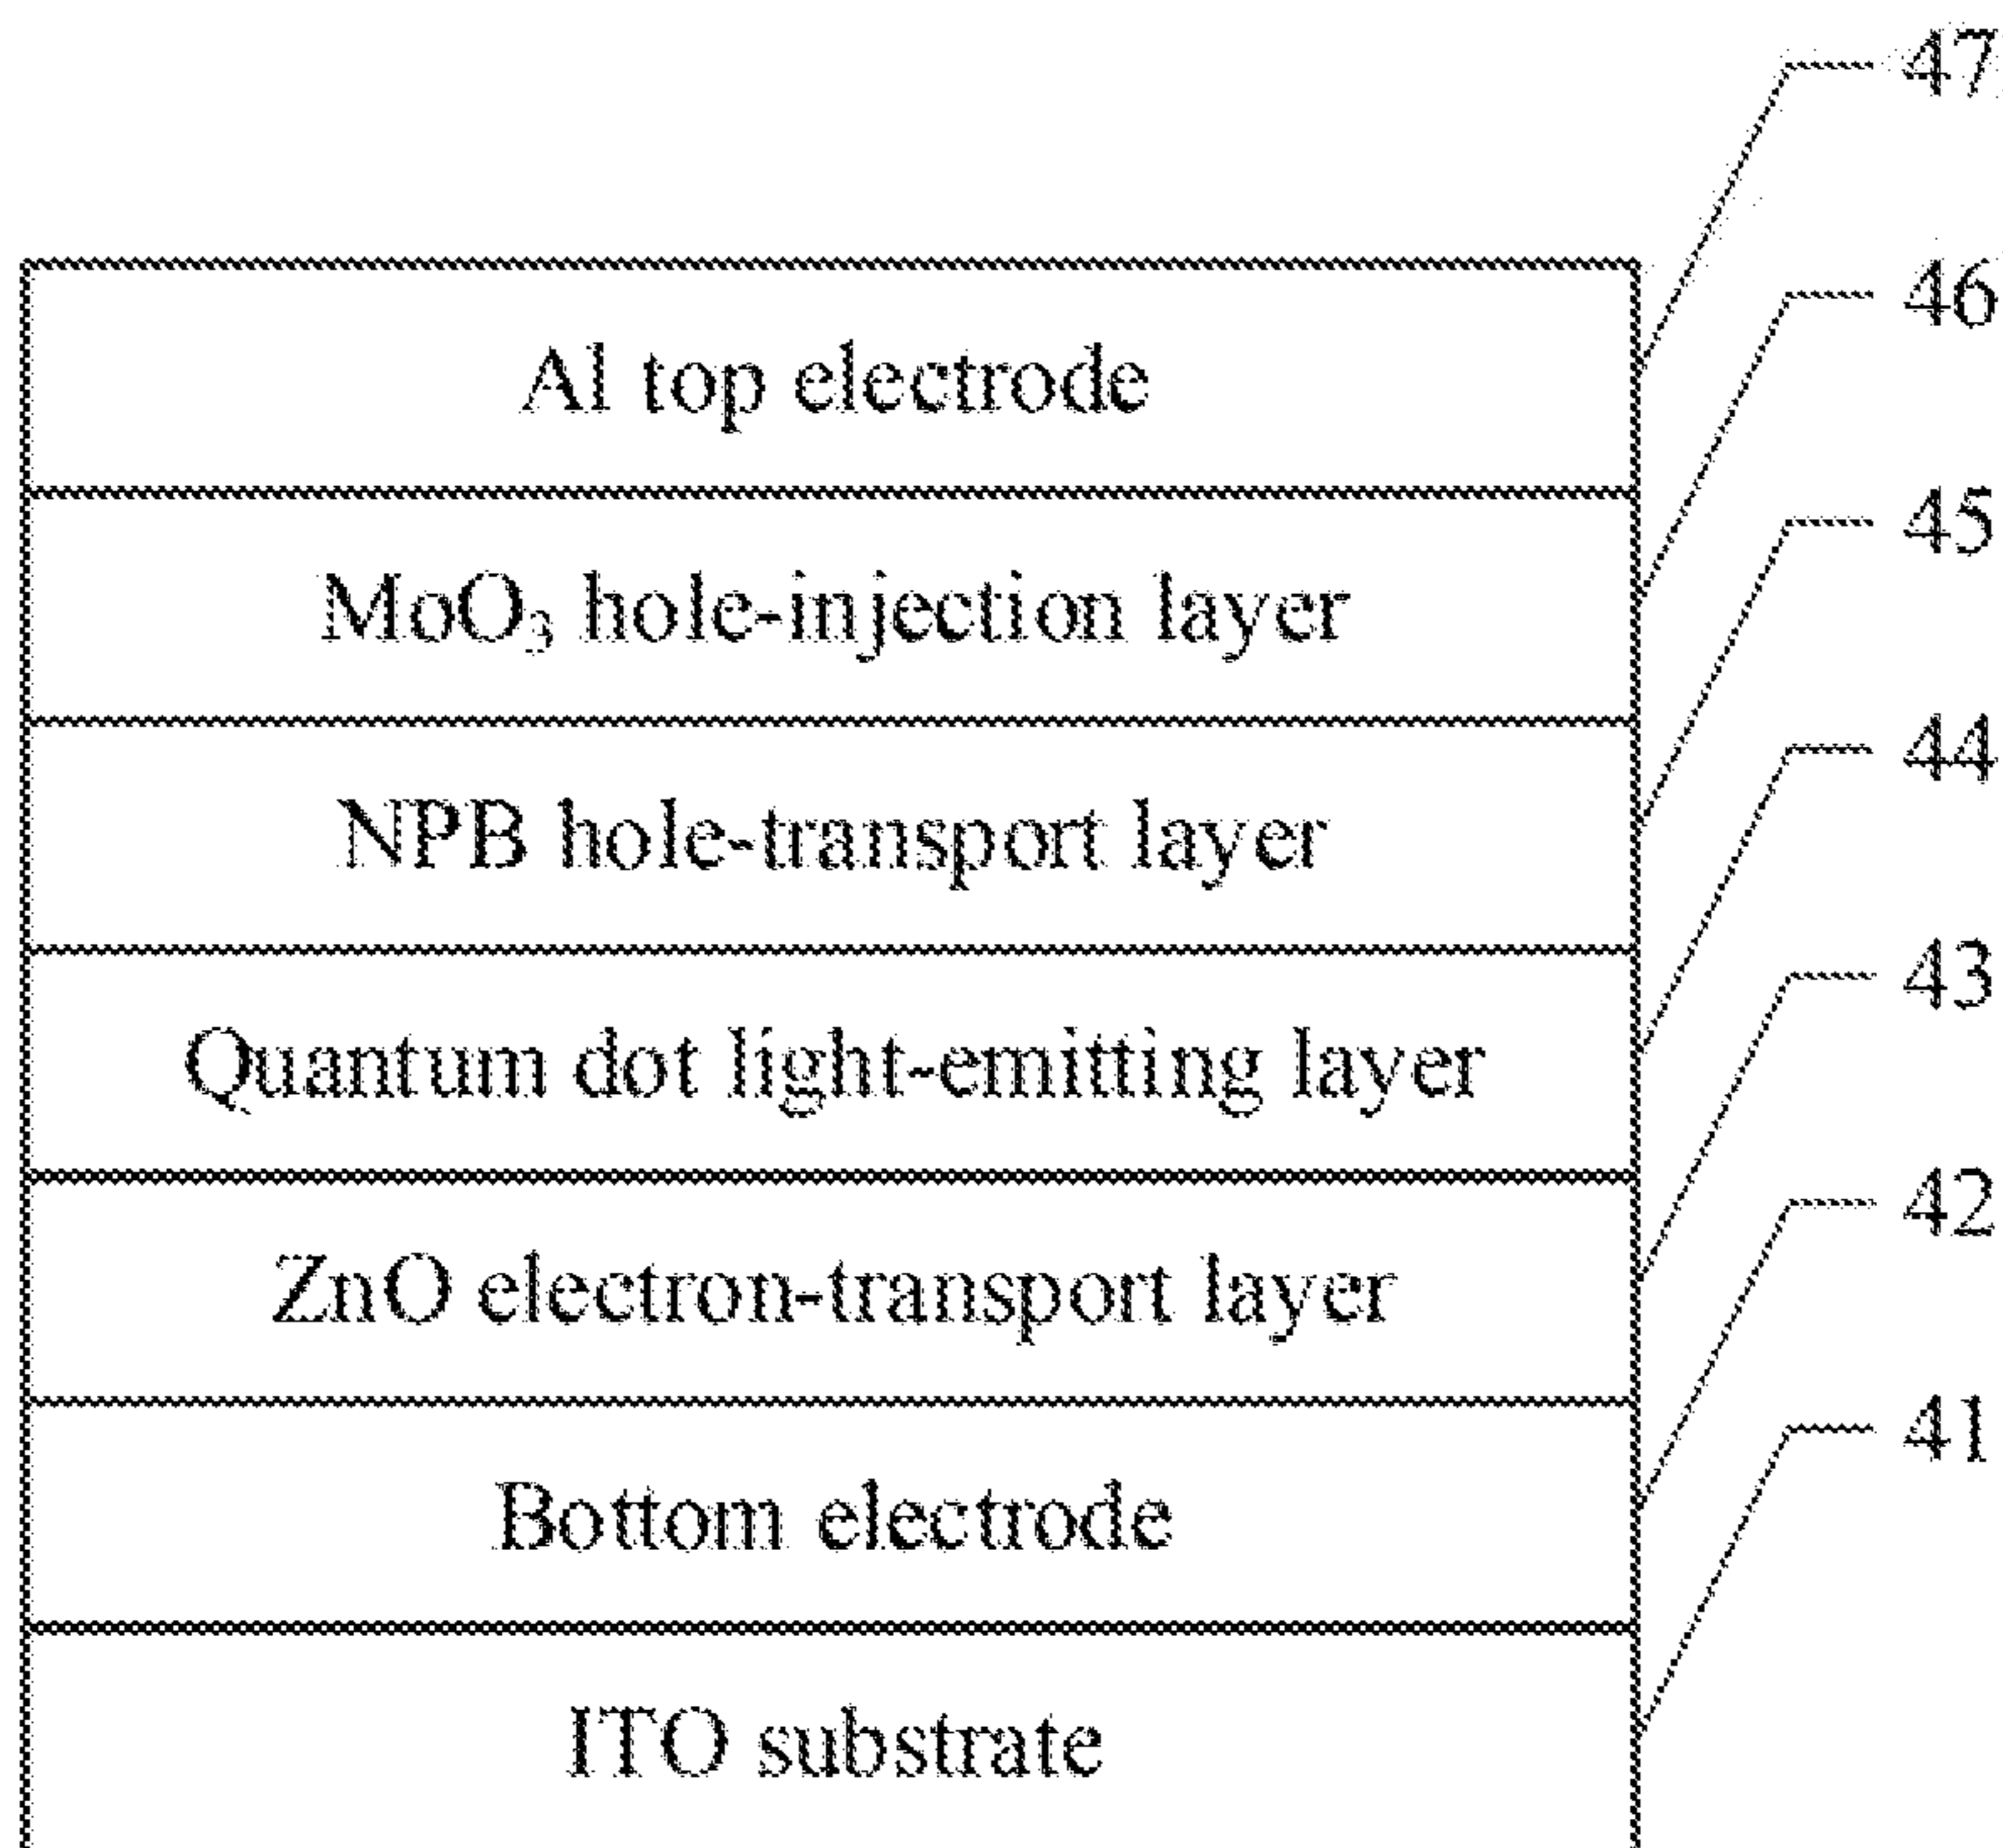 47
46
Al top electrode
45
MoO₃ hole-injection layer
44
NPB hole-transport layer
43
Quantum dot light-emitting layer
42
ZnO electron-transport layer
41
Bottom electrode
ITO substrate